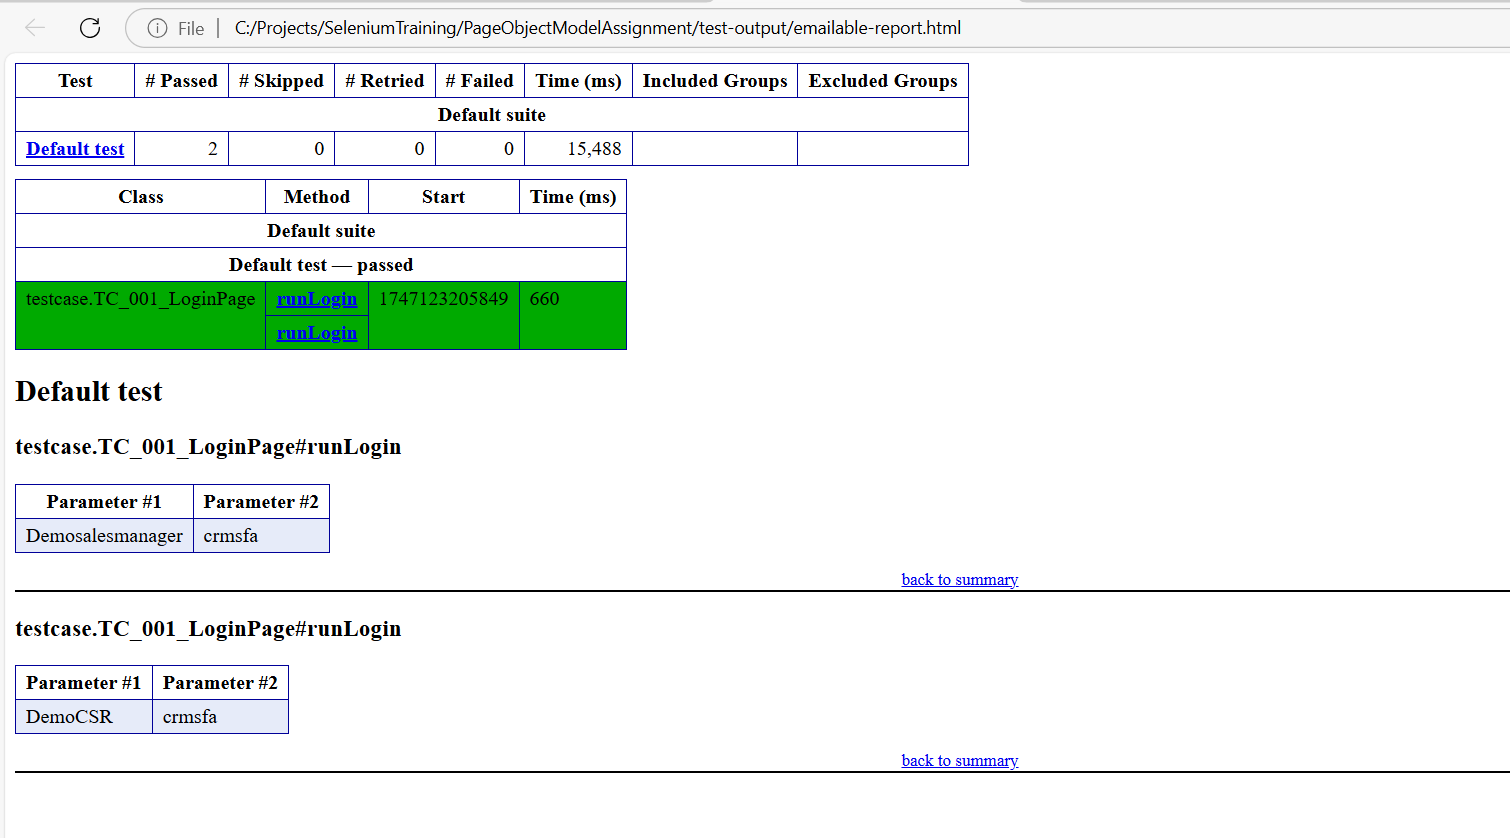 File C:/Projects/SeleniumTraining/PageObjectModelAssignment/test-output/emailable-report.html
Test # Passed # Skipped # Retried # Failed Time (ms) Included Groups Excluded Groups
Default suite
Default test 2 0 0 0 15,488
Class Method Start Time (ms)
Default suite
Default test — passed
testcase.TC_001_LoginPage runLogin 1747123205849 660
runLogin
Default test
testcase.TC_001_LoginPage#runLogin
Parameter #1 Parameter #2
Demosalesmanager crmsfa
back to summary
testcase.TC_001_LoginPage#runLogin
Parameter #1 Parameter #2
DemoCSR crmsfa
back to summary